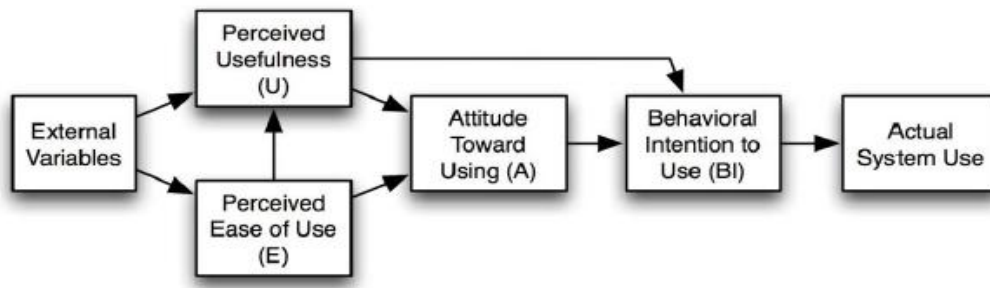 External
Variables
Perceived
Usefulness
(U)
Perceived
Ease of Use
(E)
Attitude
Toward
Using (A)
Behavioral
Intention to
Use (BI)
Actual
System Use